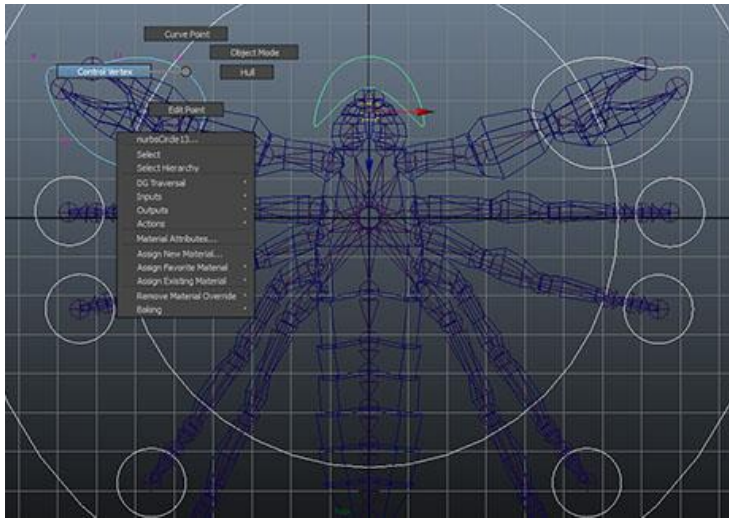 Curve Point
Object Mode
Control Vertex
Hull
Edit Point
nurbsCircle13...
Select
Select Hierarchy
DG Traversal
Inputs
Outputs
Actions
Material Attributes...
Assign New Material...
Assign Favorite Material
Assign Existing Material
Remove Material Override
Baking